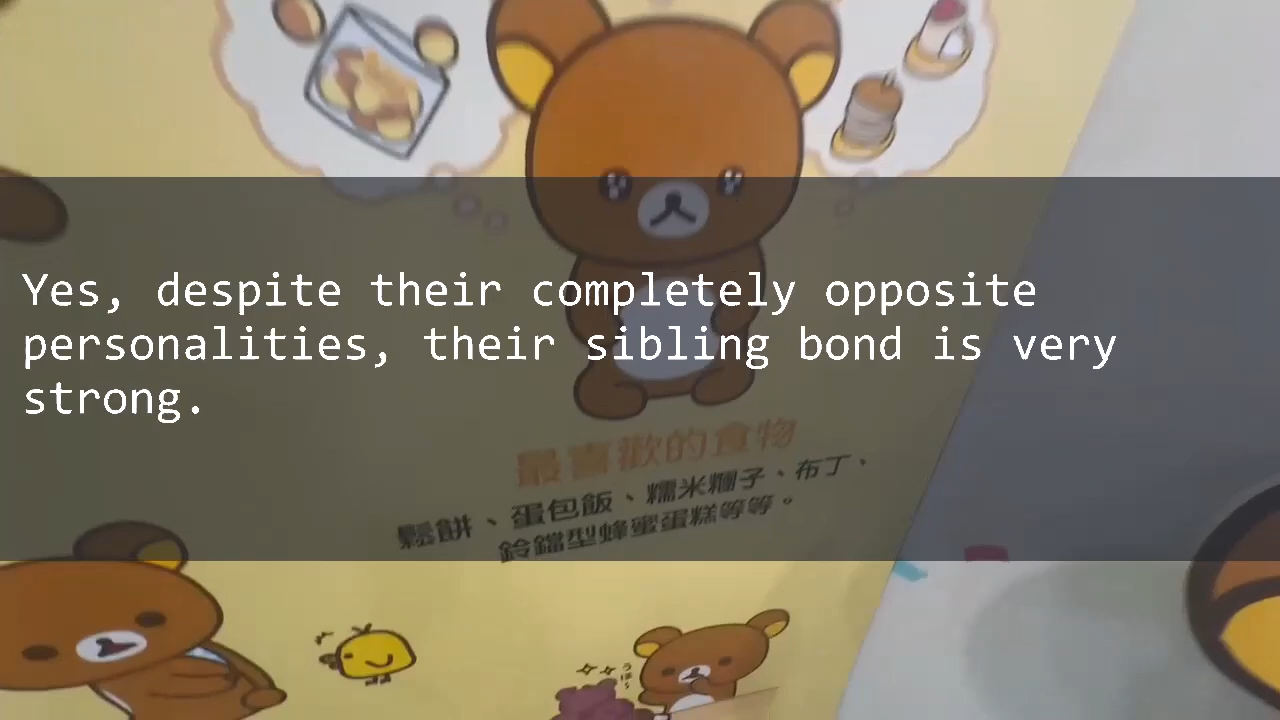 Yes, despite their completely opposite
personalities, their sibling bond is very
strong.
最喜歡的食物
鬆餅、蛋包飯、糯米糰子、布丁、
鈴鐺型蜂蜜蛋糕等等。